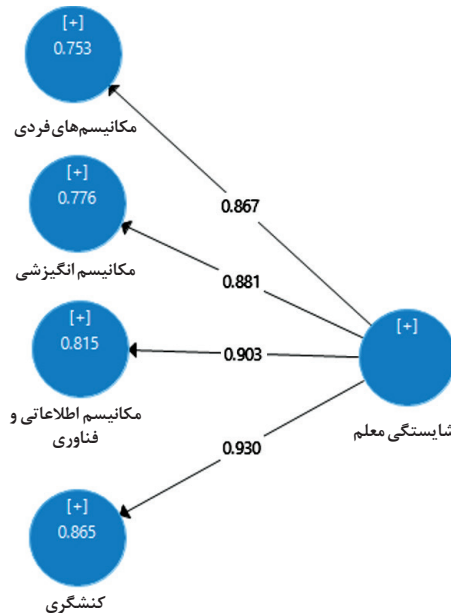 [+]
0.753
مکانیسم‌های فردی
0.867
[+]
0.776
مکانیسم انگیزشی
0.881
[+]
0.815
مکانیسم اطلاعاتی و
فناوری
0.903
[+]
شایستگی معلم
0.930
[+]
0.865
کنشگری